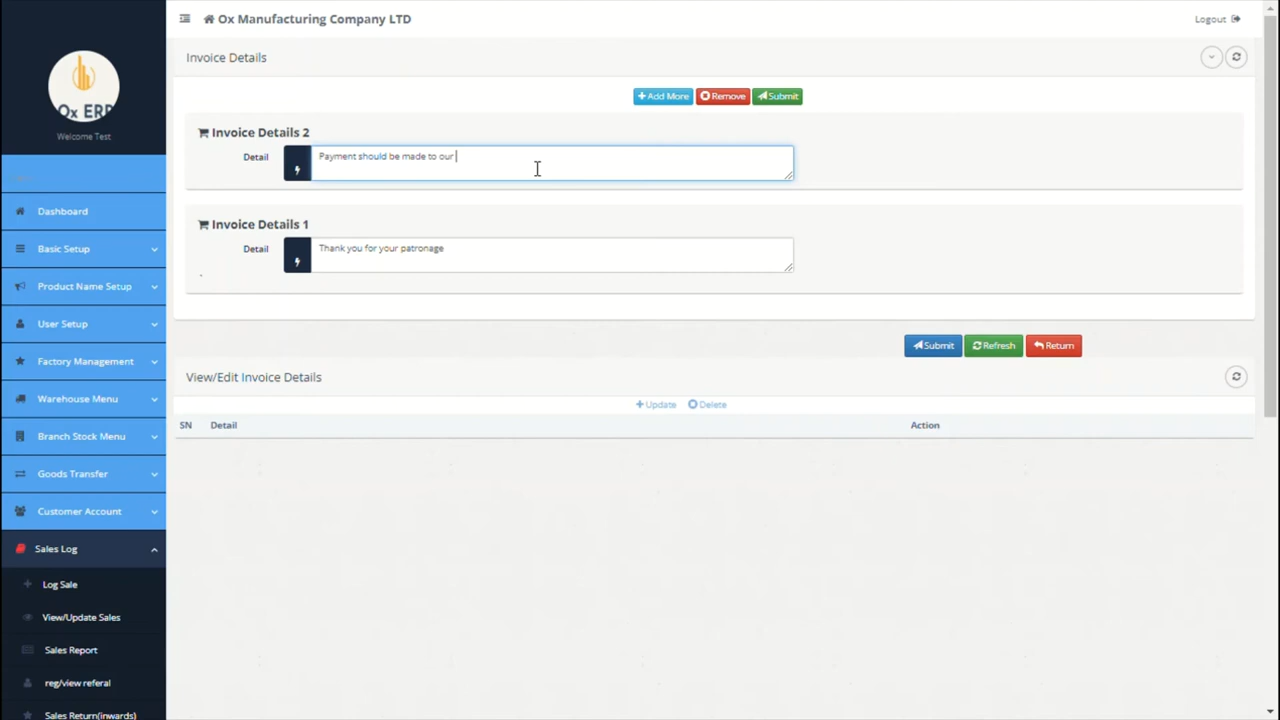 Ox Manufacturing Company LTD
Logout
Ox ERP
Welcome Test
Dashboard
Basic Setup
Product Name Setup
User Setup
Factory Management
Warehouse Menu
Branch Stock Menu
Goods Transfer
Customer Account
Sales Log
Log Sale
View/Update Sales
Sales Report
reg/view referal
Sales Return(inwards)
Invoice Details
Add More Remove Submit
Invoice Details 2
Detail Payment should be made to our
Invoice Details 1
Detail Thank you for your patronage
Submit Refresh Return
View/Edit Invoice Details
Update Delete
SN Detail Action